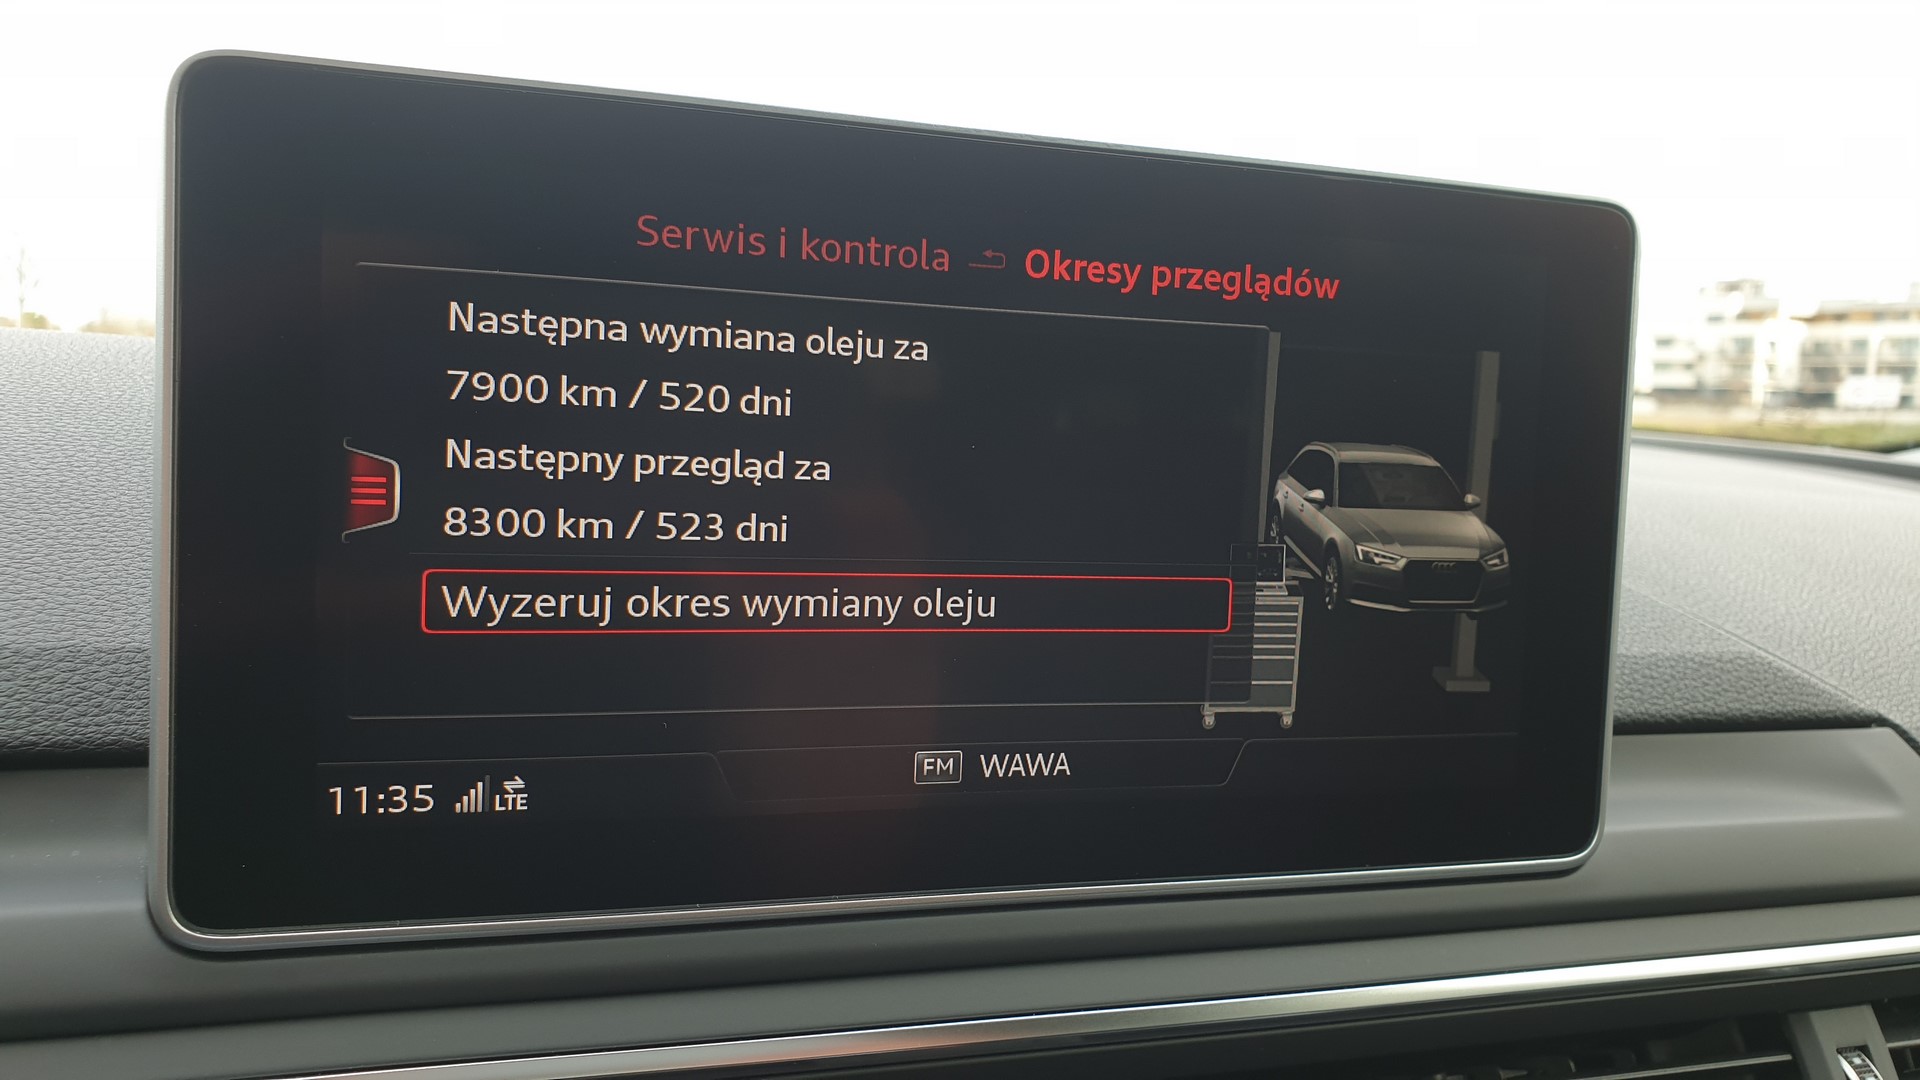 Serwis i kontrola Okresy przeglądów
Następna wymiana oleju za
7900 km / 520 dni
Następny przegląd za
8300 km / 523 dni
Wyzeruj okres wymiany oleju
FM WAWA
11:35 LTE